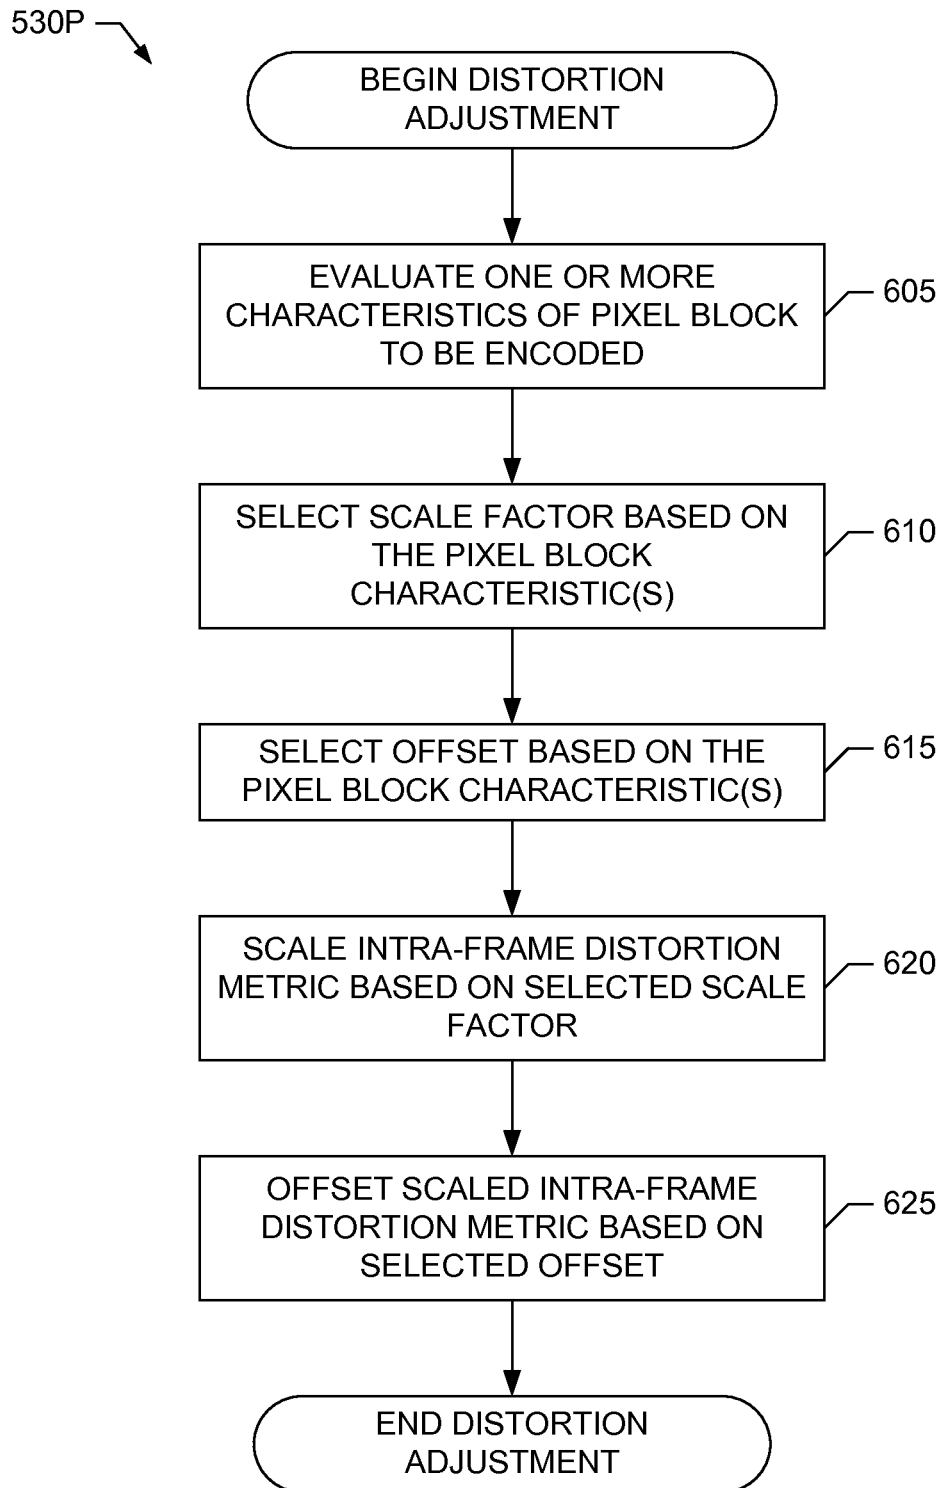 530P
BEGIN DISTORTION
ADJUSTMENT
EVALUATE ONE OR MORE
CHARACTERISTICS OF PIXEL BLOCK
TO BE ENCODED
605
SELECT SCALE FACTOR BASED ON
THE PIXEL BLOCK
CHARACTERISTIC(S)
610
SELECT OFFSET BASED ON THE
PIXEL BLOCK CHARACTERISTIC(S)
615
SCALE INTRA-FRAME DISTORTION
METRIC BASED ON SELECTED SCALE
FACTOR
620
OFFSET SCALED INTRA-FRAME
DISTORTION METRIC BASED ON
SELECTED OFFSET
625
END DISTORTION
ADJUSTMENT